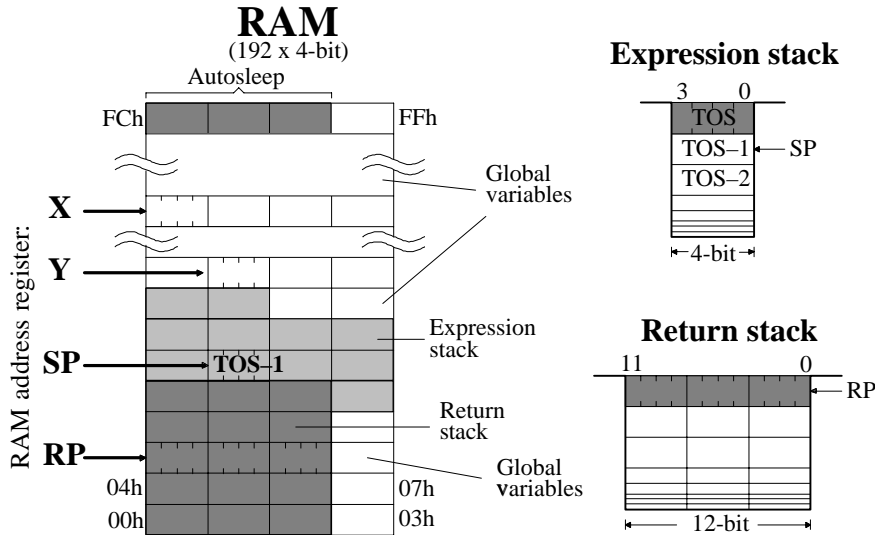 RAM
(192 x 4-bit)
Autosleep
FCh
FFh
Global
variables
X
Y
SP
TOS–1
RP
RAM address register:
Expression
stack
Return
stack
Global
variables
04h
07h
00h
03h
Expression stack
3 0
TOS
TOS–1
SP
TOS–2
4-bit
Return stack
11 0
RP
12-bit